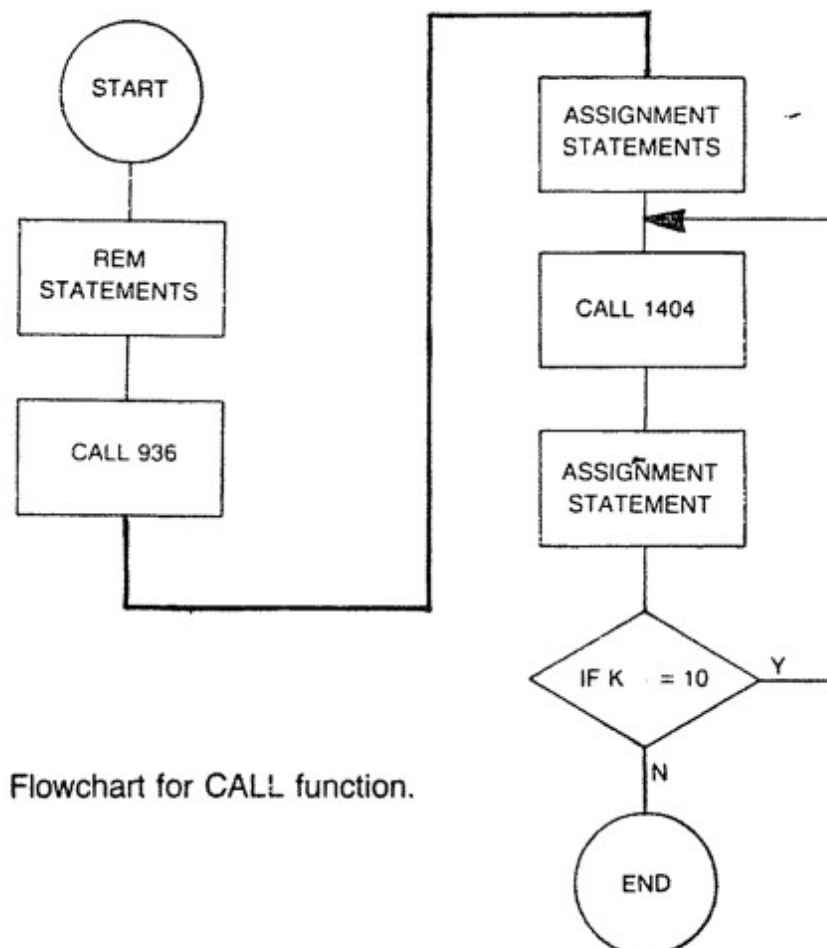 START
REM
STATEMENTS
CALL 936
ASSIGNMENT
STATEMENTS
CALL 1404
ASSIGNMENT
STATEMENT
IF K = 10
Y
N
END
Flowchart for CALL function.